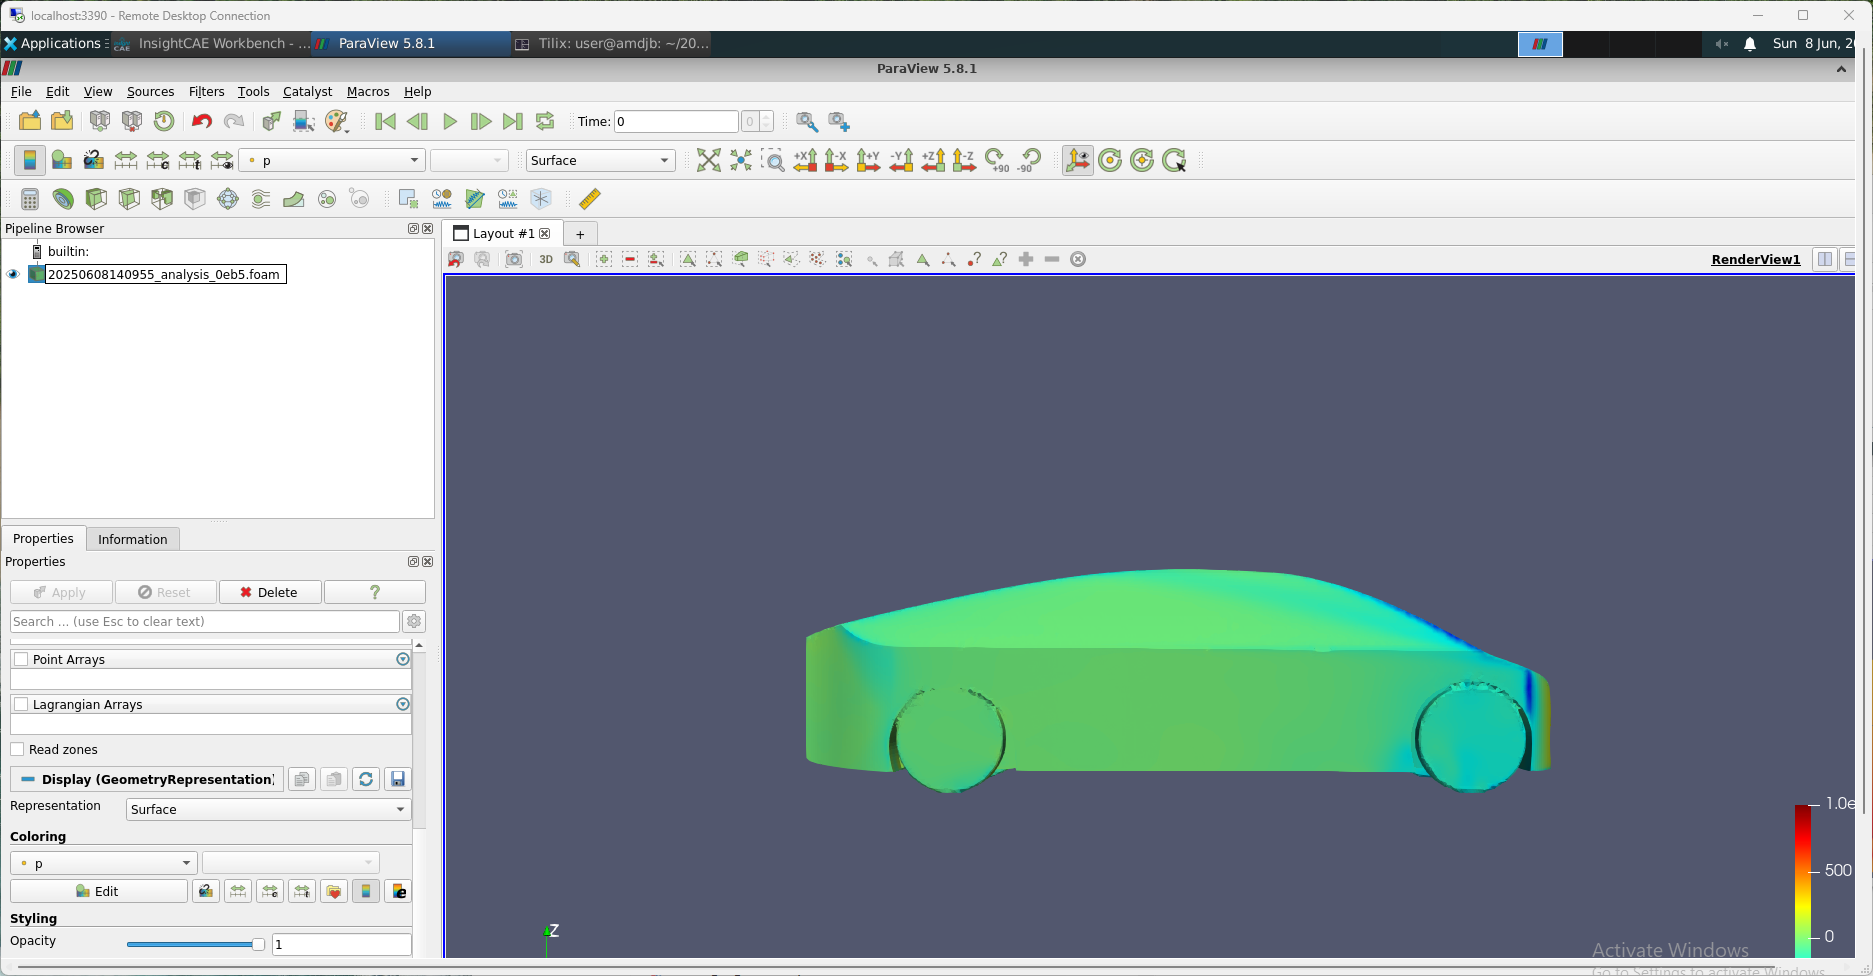 localhost:3390 - Remote Desktop Connection
Applications InsightCAE Workbench - ... ParaView 5.8.1 Tilix: user@amdjb: ~/20... Sun 8 Jun, 20
ParaView 5.8.1
File Edit View Sources Filters Tools Catalyst Macros Help
Time: 0 0
p Surface +X -X +Y -Y +Z -Z +90 -90
Pipeline Browser
builtin:
20250608140955_analysis_0eb5.foam
Layout #1 +
3D RenderView1
Properties Information
Properties
Apply Reset Delete ?
Search ... (use Esc to clear text)
Point Arrays
Lagrangian Arrays
Read zones
Display (GeometryRepresentation)
Representation Surface
Coloring
p
Edit
Styling
Opacity 1
Z
1.0e
500
0
Activate Windows
Go to Settings to activate Windows.